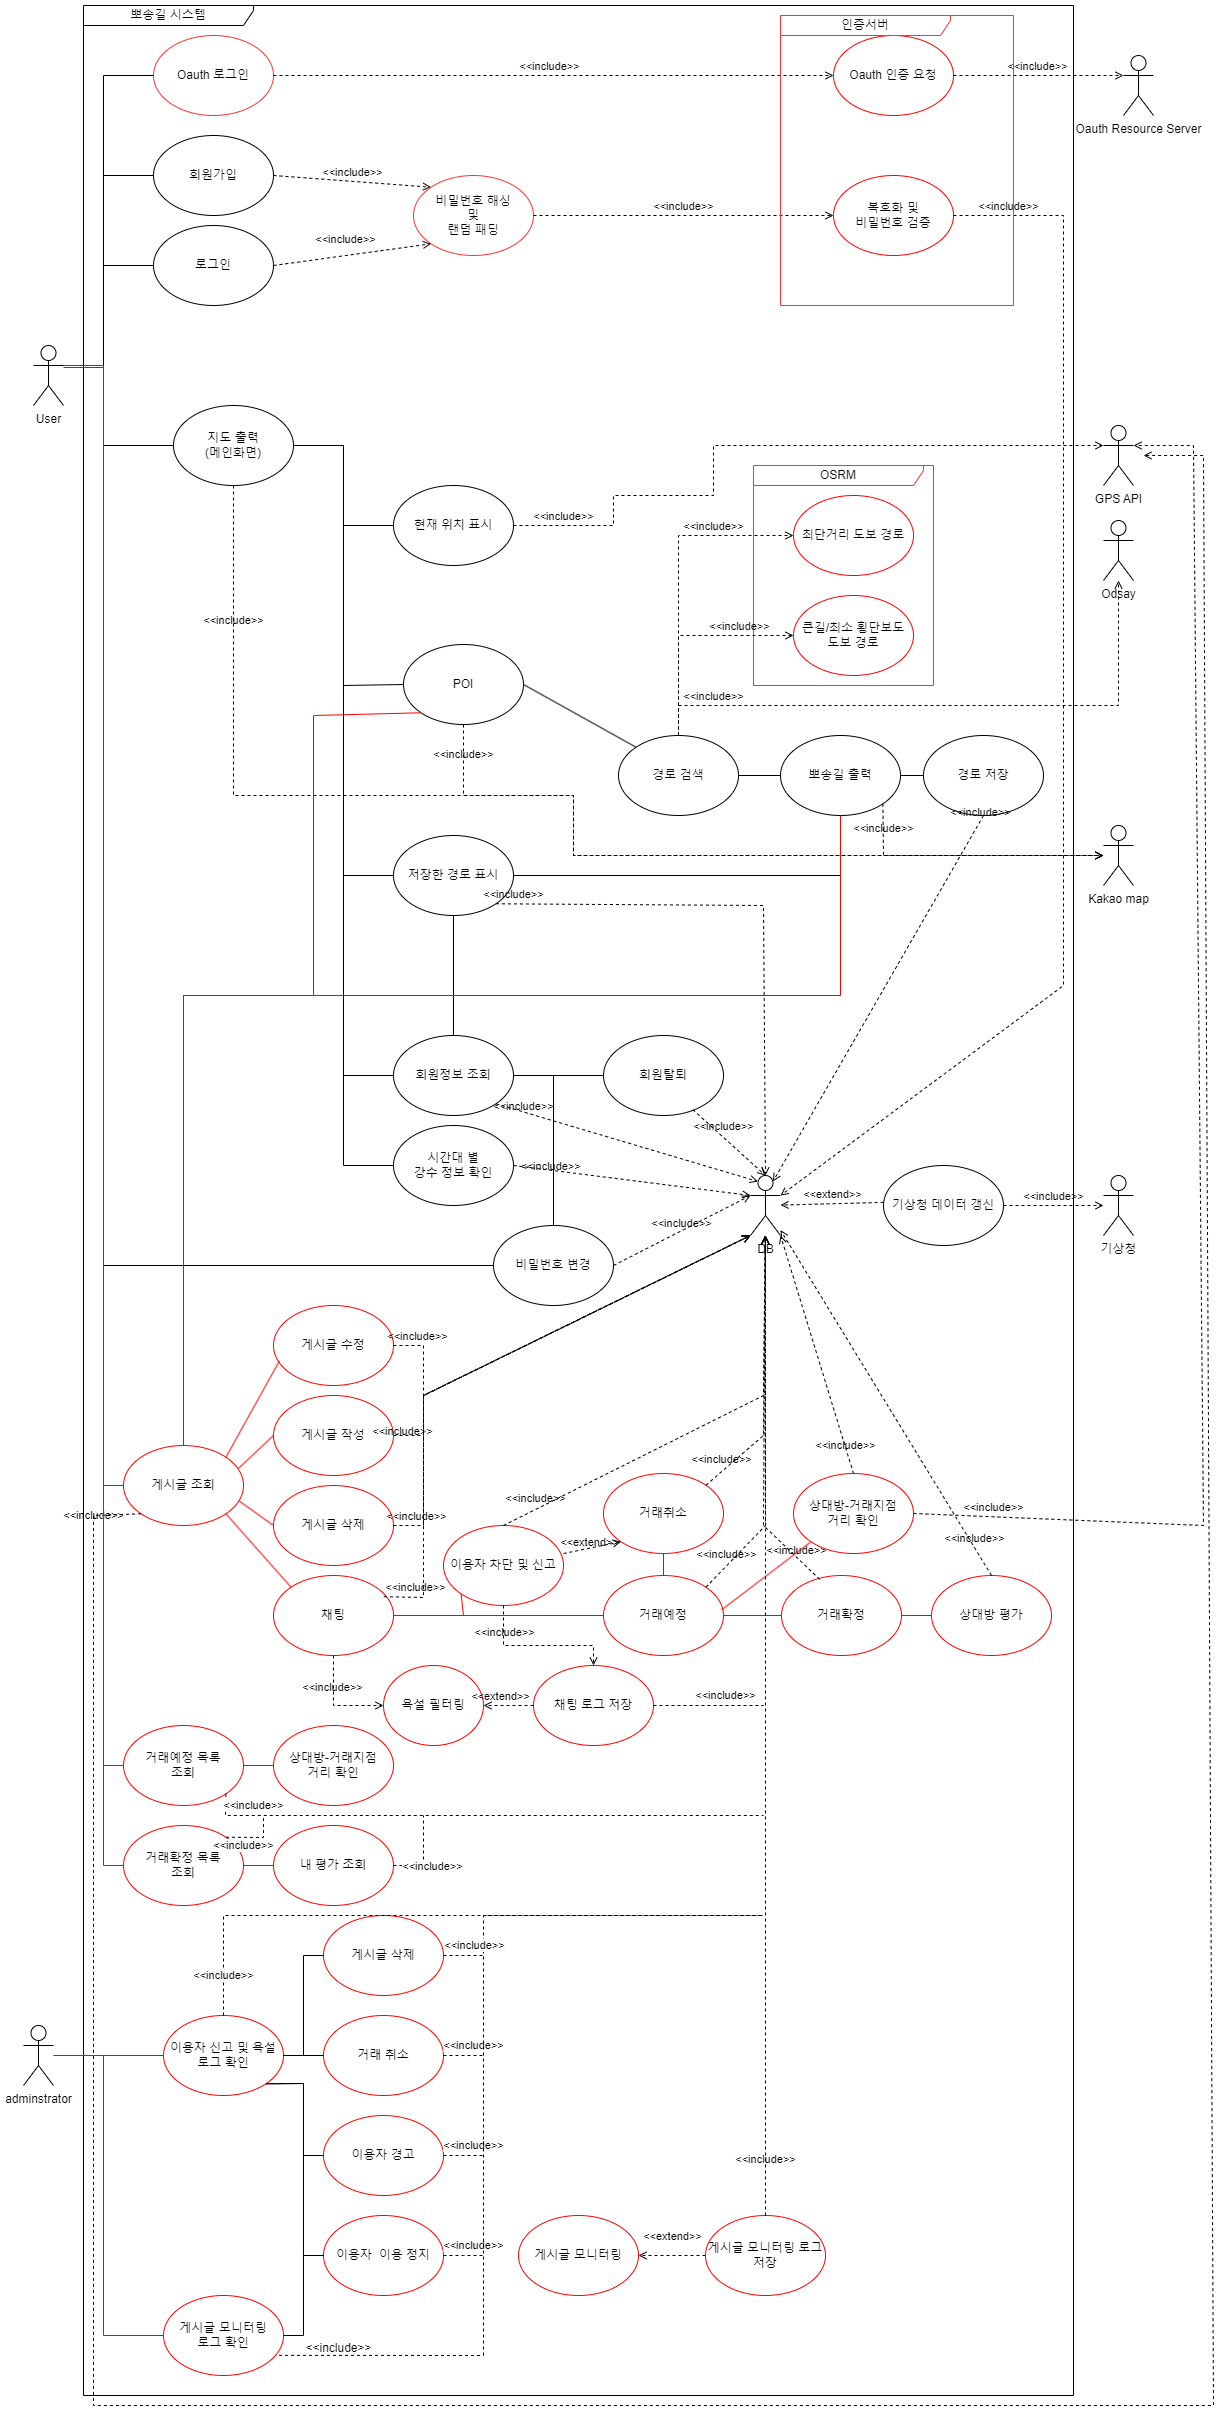 뽀송길 시스템
인증서버
Oauth 로그인
<<include>>
Oauth 인증 요청
<<include>>
Oauth Resource Server
회원가입
<<include>>
비밀번호 해싱
및
랜덤 패딩
<<include>>
복호화 및
비밀번호 검증
<<include>>
로그인
<<include>>
User
지도 출력
(메인화면)
<<include>>
현재 위치 표시
<<include>>
GPS API
OSRM
<<include>>
최단거리 도보 경로
Odsay
<<include>>
큰길/최소 횡단보도
도보 경로
<<include>>
POI
<<include>>
경로 검색
뽀송길 출력
<<include>>
경로 저장
<<include>>
Kakao map
저장한 경로 표시
<<include>>
회원정보 조회
<<include>>
회원탈퇴
<<include>>
시간대 별
강수 정보 확인
<<include>>
DB
<<extend>>
기상청 데이터 갱신
<<include>>
기상청
비밀번호 변경
<<include>>
게시글 수정
<<include>>
게시글 작성
<<include>>
게시글 조회
<<include>>
게시글 삭제
<<include>>
채팅
<<include>>
<<include>>
이용자 차단 및 신고
<<include>>
<<extend>>
<<include>>
거래취소
<<include>>
거래예정
<<include>>
<<include>>
상대방-거래지점
거리 확인
<<include>>
<<include>>
거래확정
<<include>>
상대방 평가
<<include>>
욕설 필터링
<<extend>>
채팅 로그 저장
<<include>>
거래예정 목록
조회
<<include>>
상대방-거래지점
거리 확인
거래확정 목록
조회
<<include>>
내 평가 조회
<<include>>
게시글 삭제
<<include>>
<<include>>
adminstrator
이용자 신고 및 욕설
로그 확인
거래 취소
<<include>>
이용자 경고
<<include>>
<<include>>
이용자  이용 정지
<<include>>
게시글 모니터링
<<extend>>
게시글 모니터링 로그
저장
게시글 모니터링
로그 확인
<<include>>